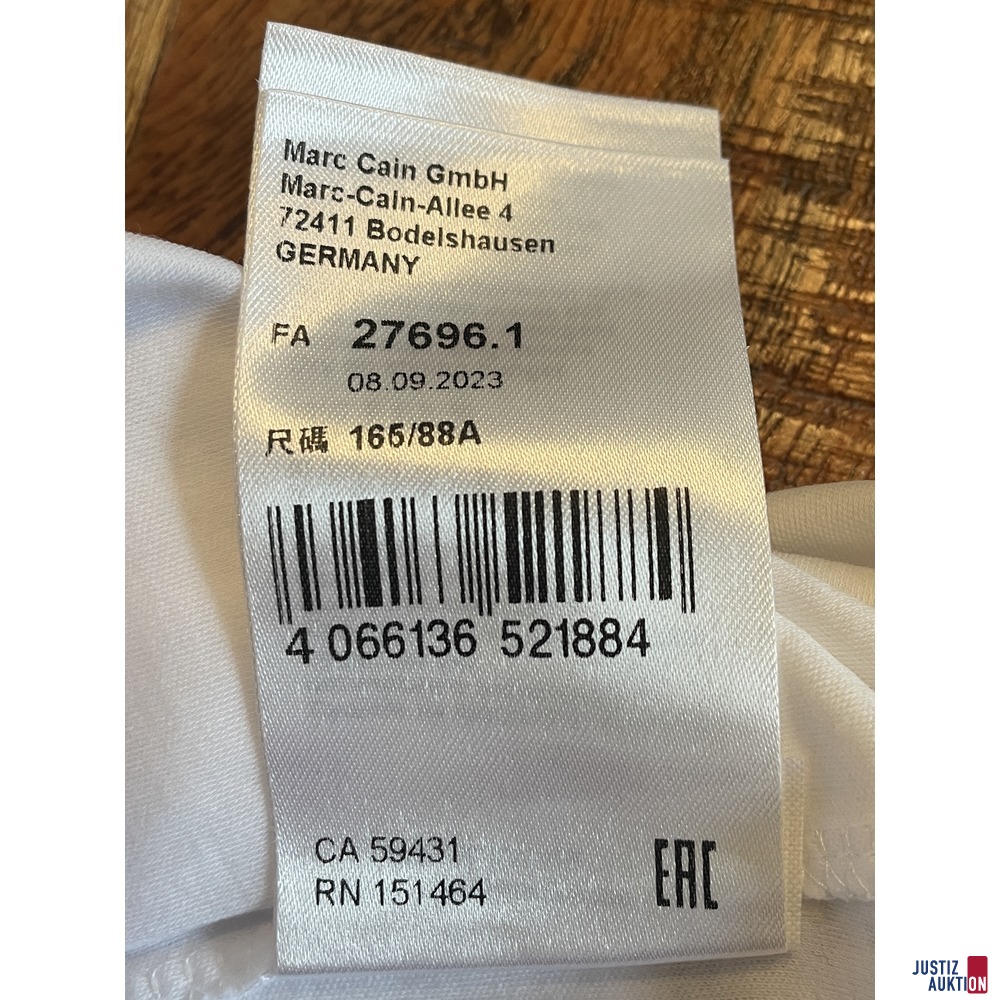 Marc Cain GmbH
Marc-Cain-Allee 4
72411 Bodelshausen
GERMANY
FA 27696.1
08.09.2023
尺碼 165/88A
4 066136 521884
CA 59431
RN 151464
EAC
JUSTIZ
AUKTION